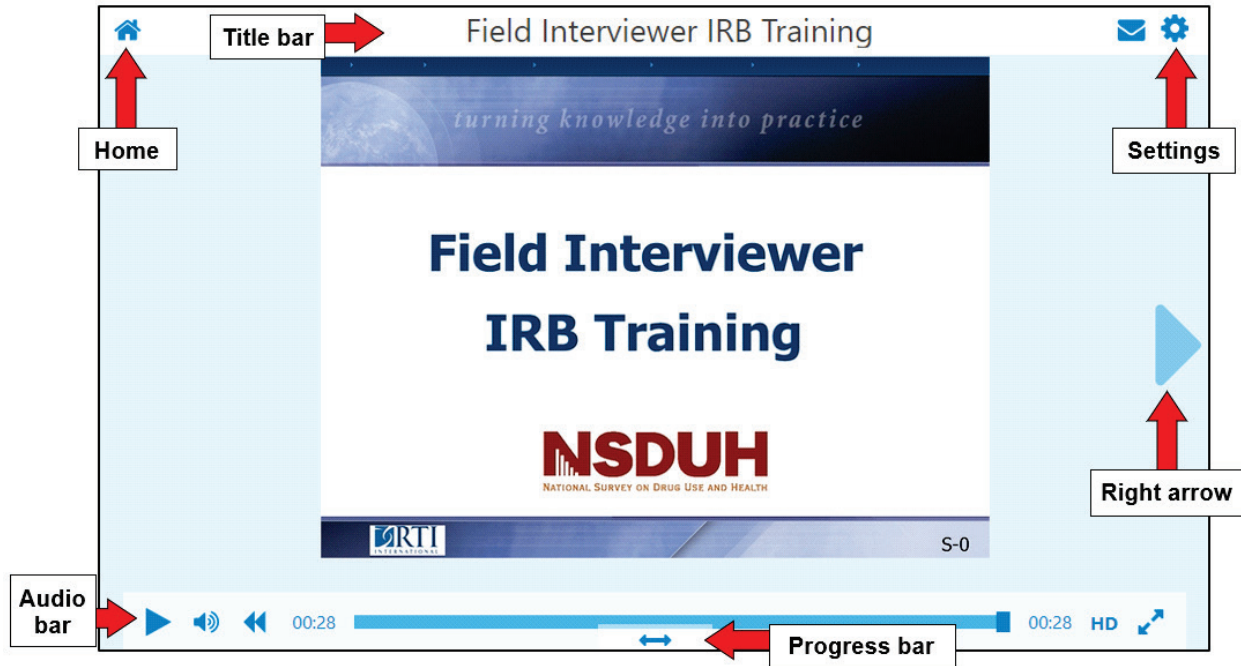 Title bar
Field Interviewer IRB Training
Home
Settings
turning knowledge into practice
Field Interviewer
IRB Training
NSDUH
NATIONAL SURVEY ON DRUG USE AND HEALTH
Right arrow
RTI
INTERNATIONAL
S-0
Audio
bar
00:28
00:28
HD
Progress bar